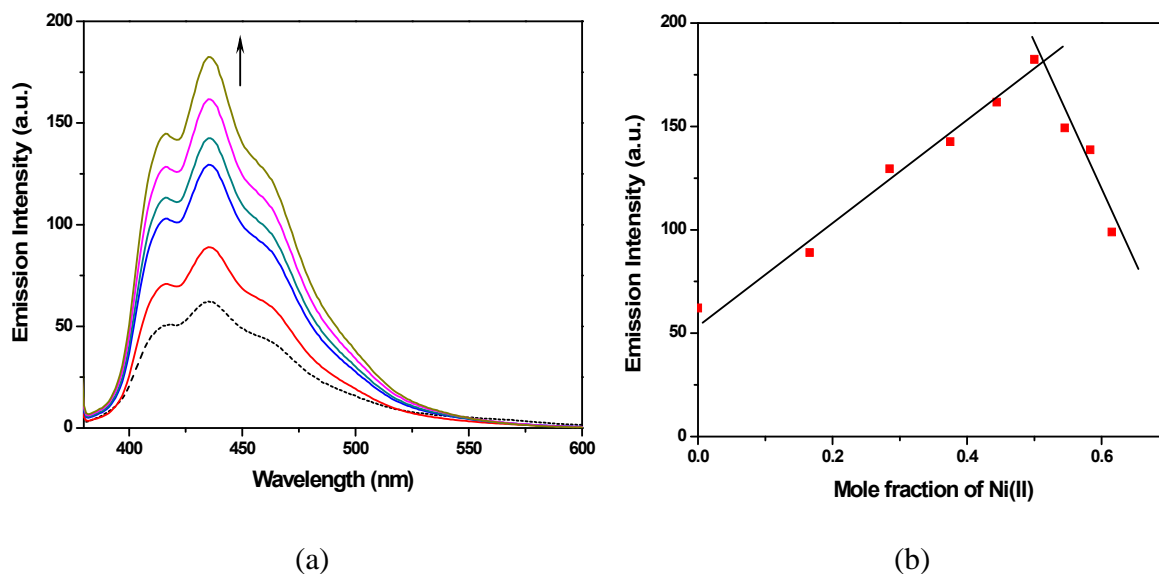 200
150
100
50
0
Emission Intensity (a.u.)
400 450 500 550 600
Wavelength (nm)
(a)
200
150
100
50
0
Emission Intensity (a.u.)
0.0 0.2 0.4 0.6
Mole fraction of Ni(II)
(b)